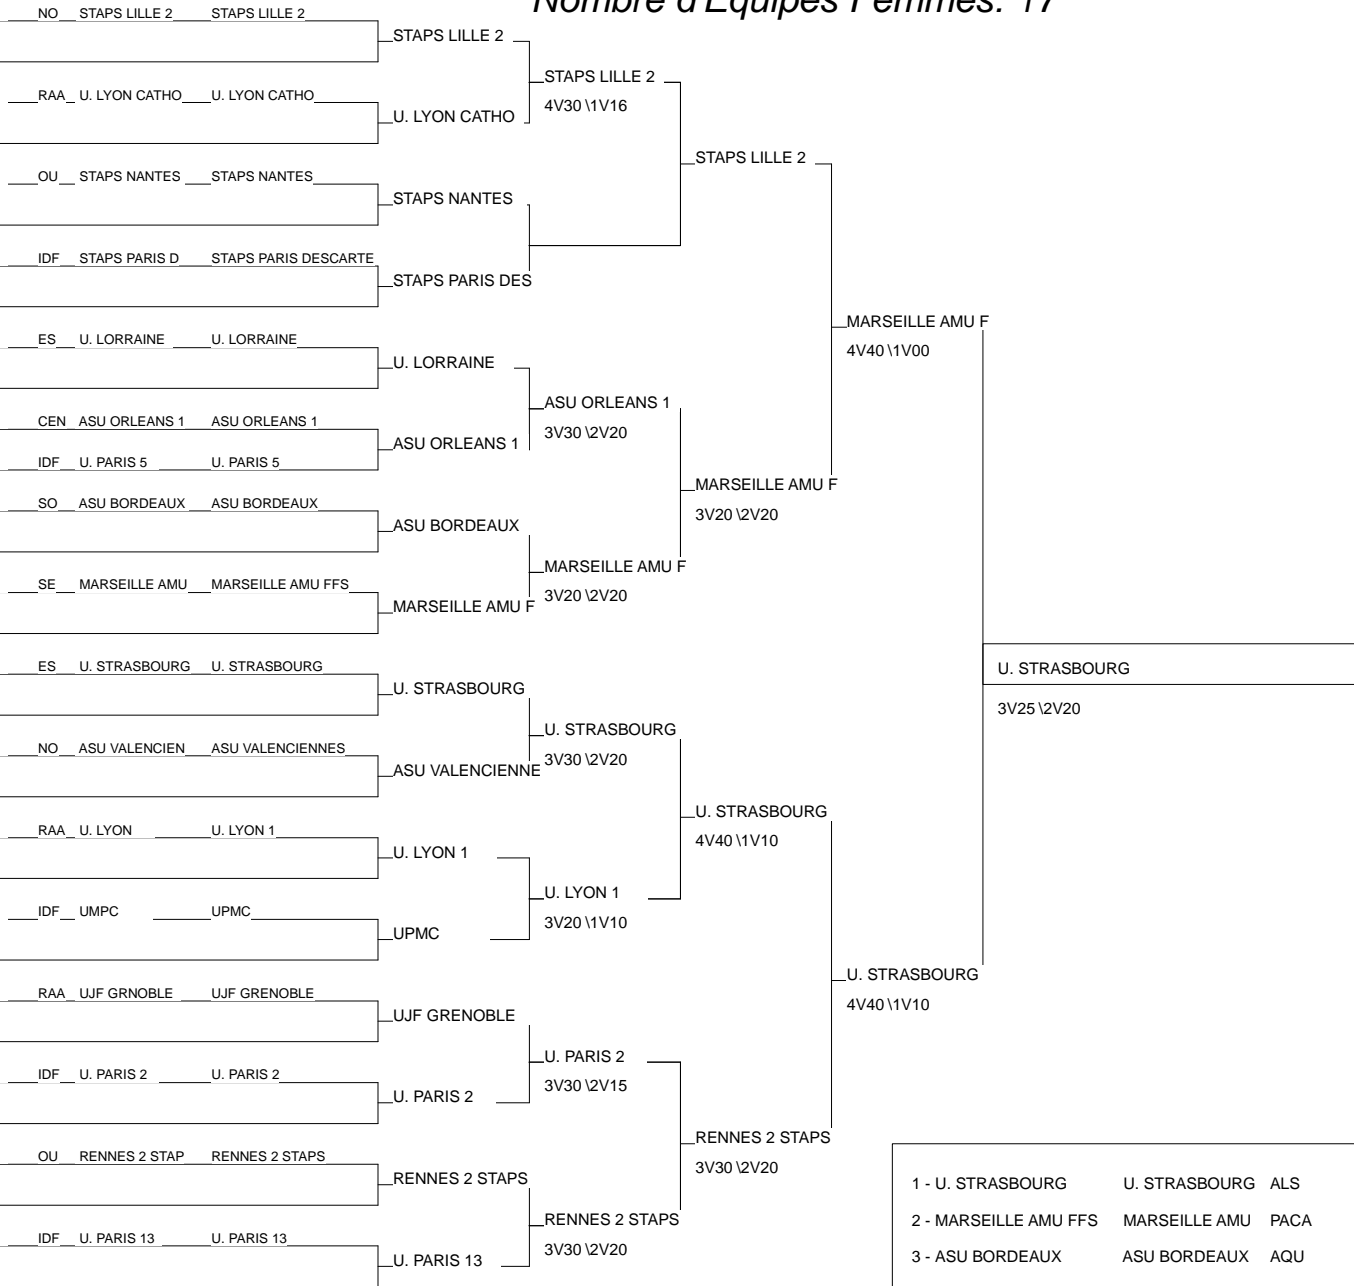 Nombre d'Equipes Femmes: 17
NO STAPS LILLE 2 STAPS LILLE 2
STAPS LILLE 2
STAPS LILLE 2
4V30 \1V16
RAA U. LYON CATHO U. LYON CATHO
U. LYON CATHO
STAPS LILLE 2
OU STAPS NANTES STAPS NANTES
STAPS NANTES
IDF STAPS PARIS D STAPS PARIS DESCARTE
STAPS PARIS DES
MARSEILLE AMU F
4V40 \1V00
ES U. LORRAINE U. LORRAINE
U. LORRAINE
ASU ORLEANS 1
3V30 \2V20
CEN ASU ORLEANS 1 ASU ORLEANS 1
ASU ORLEANS 1
IDF U. PARIS 5 U. PARIS 5
MARSEILLE AMU F
3V20 \2V20
SO ASU BORDEAUX ASU BORDEAUX
ASU BORDEAUX
MARSEILLE AMU F
3V20 \2V20
SE MARSEILLE AMU MARSEILLE AMU FFS
MARSEILLE AMU F
U. STRASBOURG
3V25 \2V20
ES U. STRASBOURG U. STRASBOURG
U. STRASBOURG
U. STRASBOURG
3V30 \2V20
NO ASU VALENCIEN ASU VALENCIENNES
ASU VALENCIENNE
U. STRASBOURG
4V40 \1V10
RAA U. LYON U. LYON 1
U. LYON 1
U. LYON 1
3V20 \1V10
IDF UMPC UPMC
UPMC
U. STRASBOURG
4V40 \1V10
RAA UJF GRNOBLE UJF GRENOBLE
UJF GRENOBLE
U. PARIS 2
3V30 \2V15
IDF U. PARIS 2 U. PARIS 2
U. PARIS 2
RENNES 2 STAPS
3V30 \2V20
OU RENNES 2 STAP RENNES 2 STAPS
RENNES 2 STAPS
RENNES 2 STAPS
3V30 \2V20
IDF U. PARIS 13 U. PARIS 13
U. PARIS 13
1 - U. STRASBOURG U. STRASBOURG ALS
2 - MARSEILLE AMU FFS MARSEILLE AMU PACA
3 - ASU BORDEAUX ASU BORDEAUX AQU